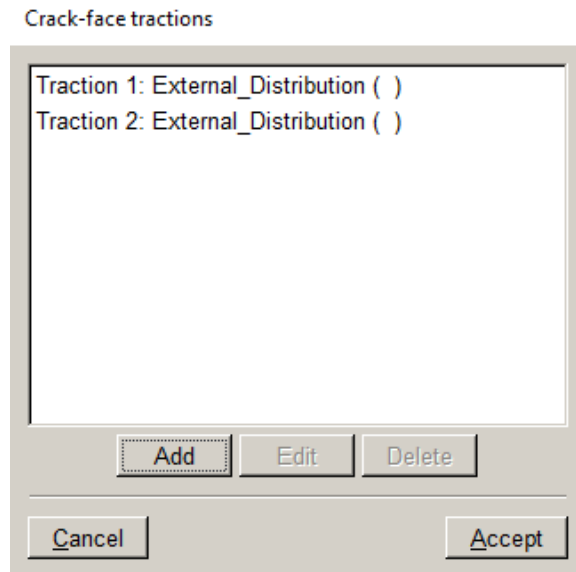 Crack-face tractions
Traction 1: External_Distribution ( )
Traction 2: External_Distribution ( )
Add Edit Delete
Cancel Accept